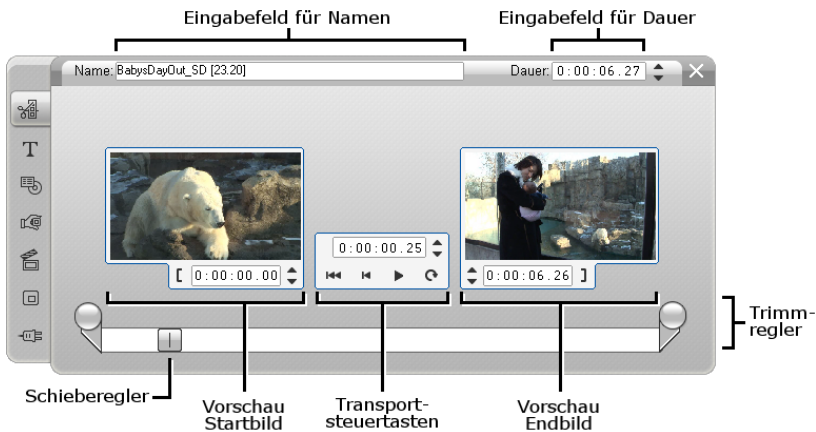 Eingabefeld für Namen
Eingabefeld für Dauer
Name: BabysDayOut_SD [23.20]
Dauer: 0:00:06.27
T
0:00:00.25
[ 0:00:00.00
0:00:06.26 ]
Trimm-
regler
Schieberegler
Vorschau
Startbild
Transport-
steuertasten
Vorschau
Endbild